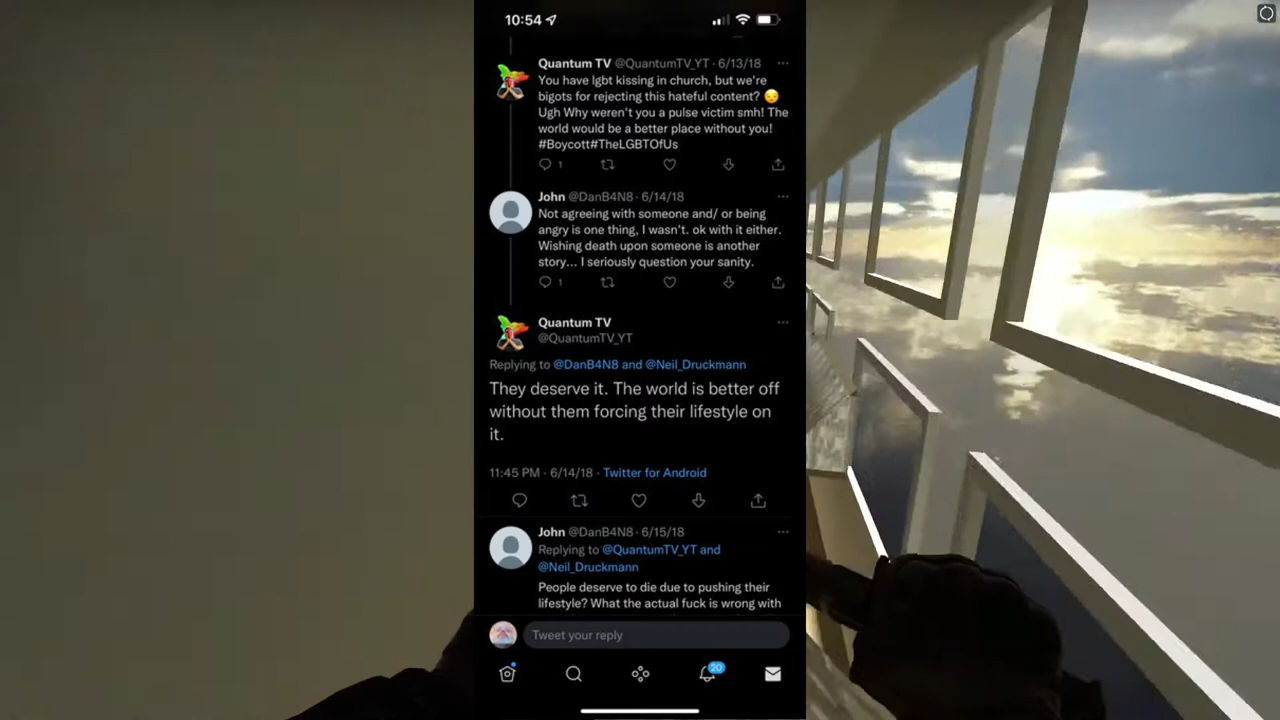 10:54
Quantum TV @QuantumTV_YT · 6/13/18
You have lgbt kissing in church, but we're
bigots for rejecting this hateful content? 😒
Ugh Why weren't you a pulse victim smh! The
world would be a better place without you!
#Boycott#TheLGBTOfUs
1
John @DanB4N8 · 6/14/18
Not agreeing with someone and/ or being
angry is one thing, I wasn't. ok with it either.
Wishing death upon someone is another
story... I seriously question your sanity.
1
Quantum TV
@QuantumTV_YT
Replying to @DanB4N8 and @Neil_Druckmann
They deserve it. The world is better off
without them forcing their lifestyle on
it.
11:45 PM · 6/14/18 · Twitter for Android
John @DanB4N8 · 6/15/18
Replying to @QuantumTV_YT and
@Neil_Druckmann
People deserve to die due to pushing their
lifestyle? What the actual fuck is wrong with
Tweet your reply
20